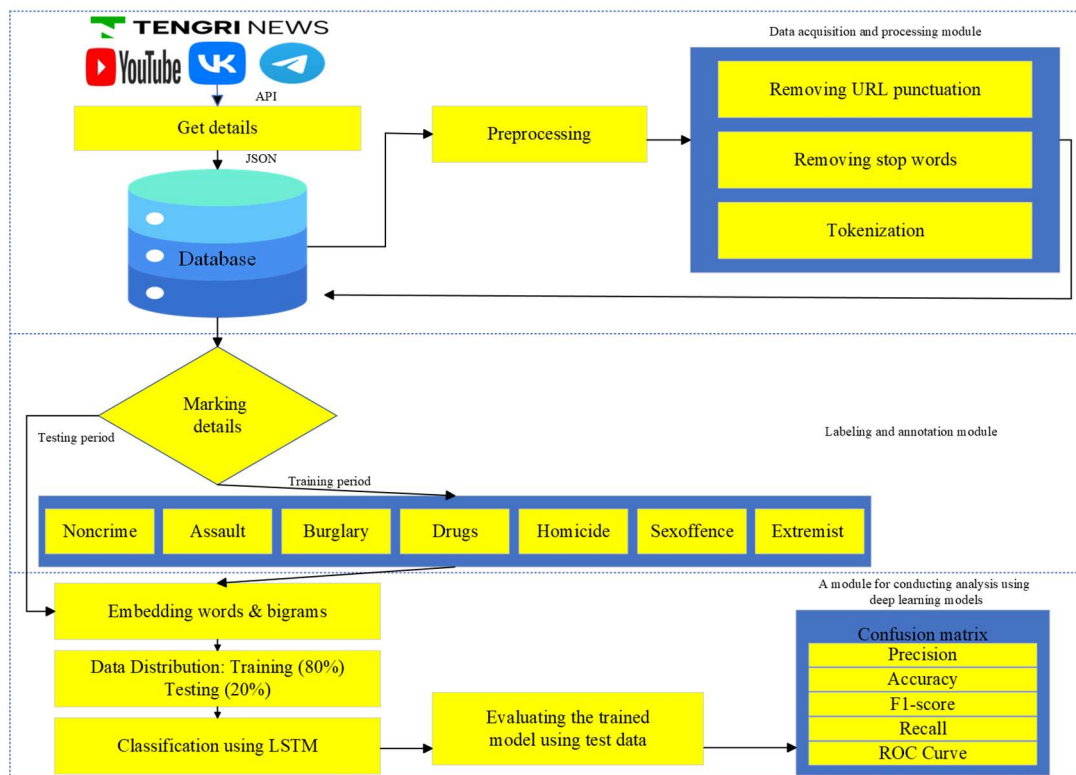 TENGRI NEWS
YouTube
VK
API
Get details
JSON
Database
Preprocessing
Data acquisition and processing module
Removing URL punctuation
Removing stop words
Tokenization
Marking
details
Testing period
Training period
Labeling and annotation module
Noncrime
Assault
Burglary
Drugs
Homicide
Sexoffence
Extremist
Embedding words & bigrams
Data Distribution: Training (80%)
Testing (20%)
Classification using LSTM
Evaluating the trained
model using test data
A module for conducting analysis using
deep learning models
Confusion matrix
Precision
Accuracy
F1-score
Recall
ROC Curve